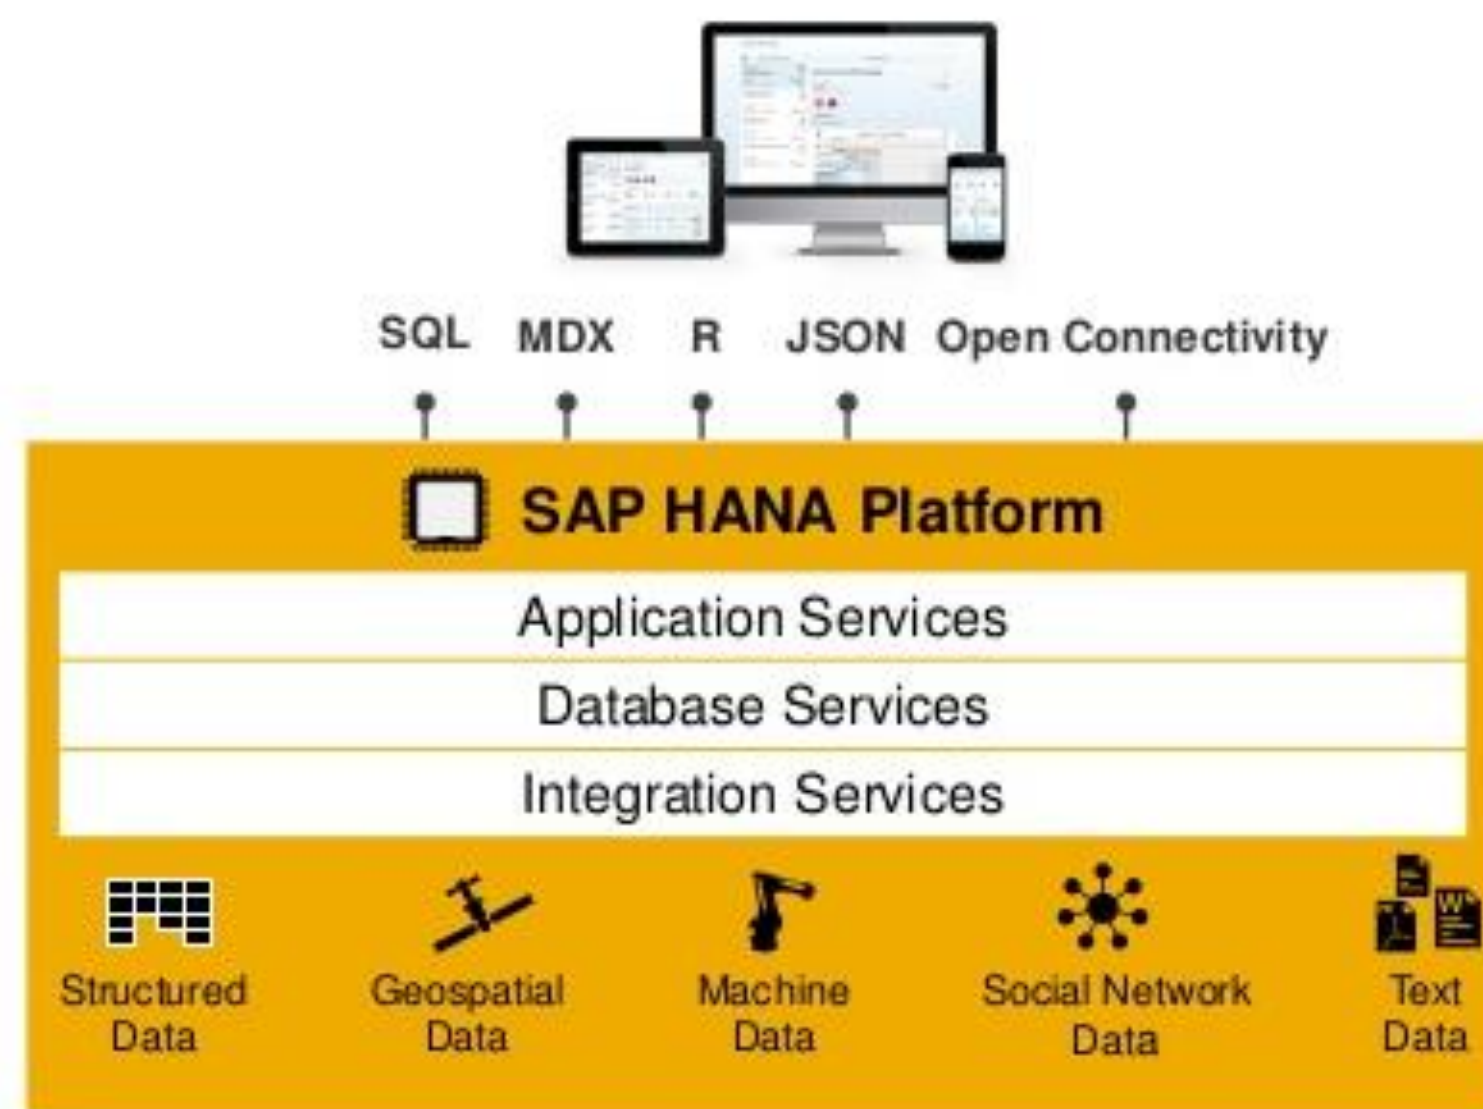 SQL MDX R JSON Open Connectivity
SAP HANA Platform
Application Services
Database Services
Integration Services
Structured Data
Geospatial Data
Machine Data
Social Network Data
W
Text Data